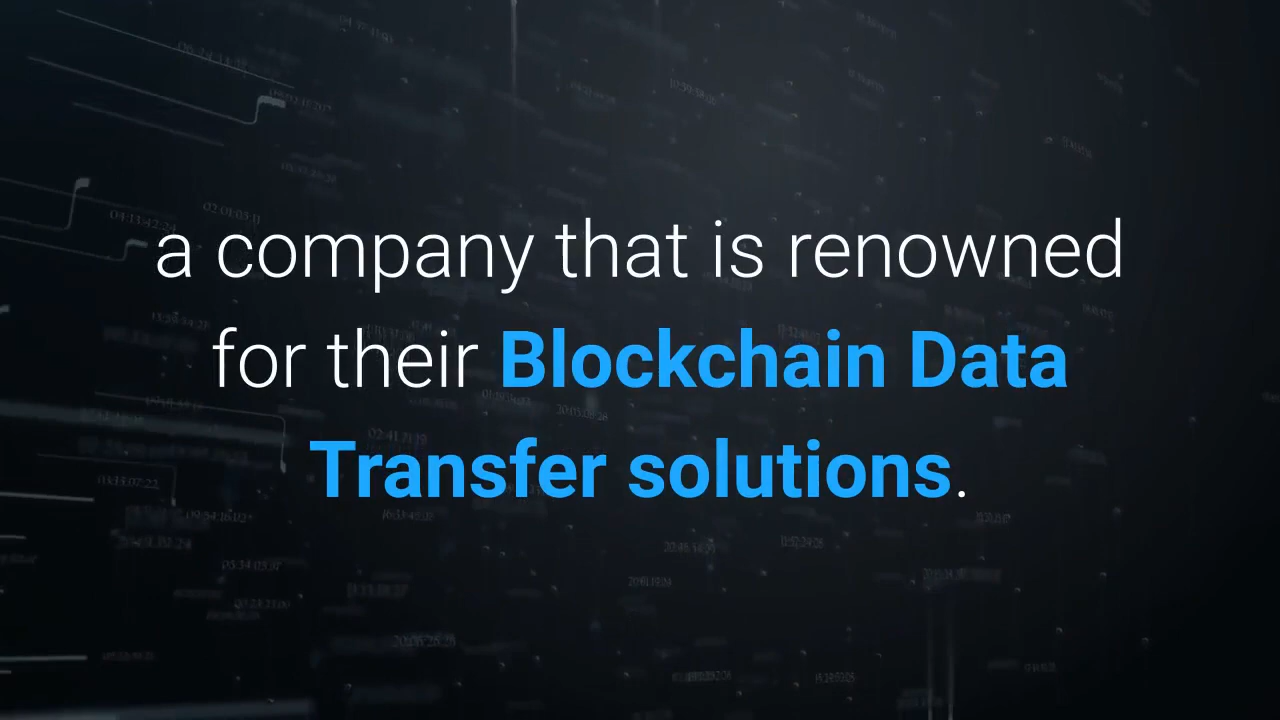 a company that is renowned
for their Blockchain Data
Transfer solutions.